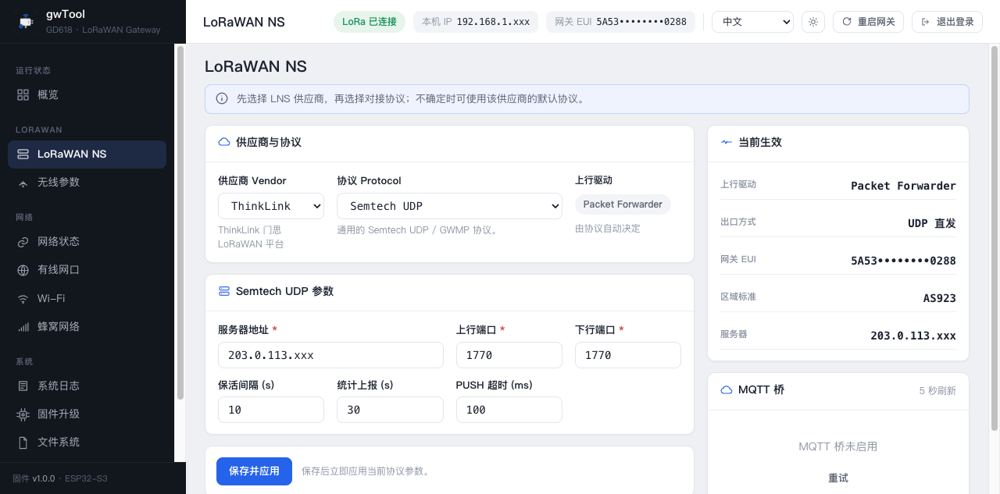 gwTool
GD618 · LoRaWAN Gateway
运行状态
概览
LORAWAN
LoRaWAN NS
无线参数
网络
网络状态
有线网口
Wi-Fi
蜂窝网络
系统
系统日志
固件升级
文件系统
固件 v1.0.0 · ESP32-S3
LoRaWAN NS
LoRa 已连接
本机 IP 192.168.1.xxx
网关 EUI 5A53••••••••0288
中文
重启网关
退出登录
LoRaWAN NS
先选择 LNS 供应商，再选择对接协议；不确定时可使用该供应商的默认协议。
供应商与协议
供应商 Vendor
ThinkLink
ThinkLink 门思
LoRaWAN 平台
协议 Protocol
Semtech UDP
通用的 Semtech UDP / GWMP 协议。
上行驱动
Packet Forwarder
由协议自动决定
Semtech UDP 参数
服务器地址 *
203.0.113.xxx
上行端口 *
1770
下行端口 *
1770
保活间隔 (s)
10
统计上报 (s)
30
PUSH 超时 (ms)
100
保存并应用
保存后立即应用当前协议参数。
当前生效
上行驱动 Packet Forwarder
出口方式 UDP 直发
网关 EUI 5A53••••••••0288
区域标准 AS923
服务器 203.0.113.xxx
MQTT 桥
5 秒刷新
MQTT 桥未启用
重试